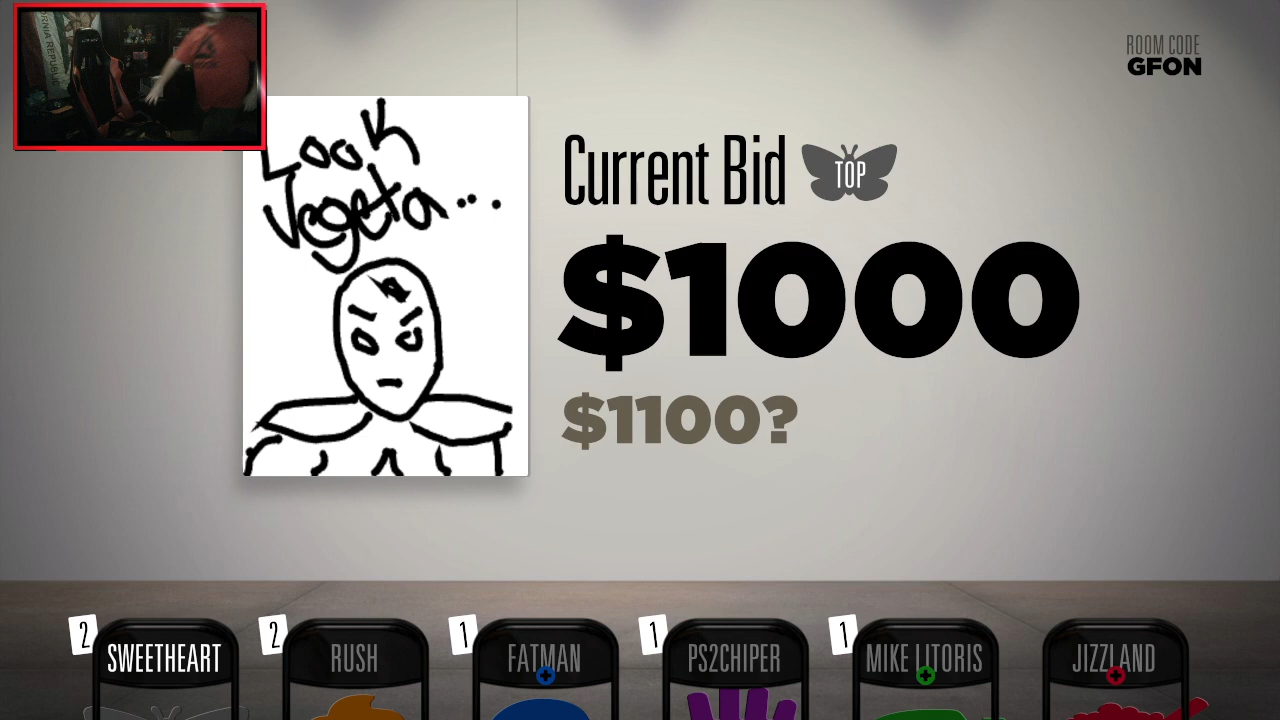 ROOM CODE
GFON
Look
Vegeta...
Current Bid
TOP
$1000
$1100?
2
SWEETHEART
2
RUSH
1
FATMAN
1
PS2CHIPER
1
MIKE LITORIS
JIZZLAND